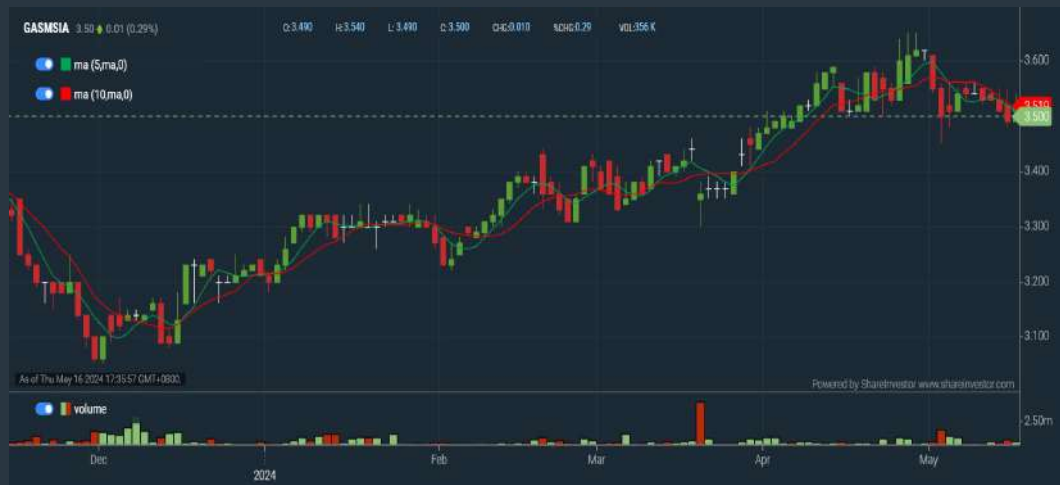 GASMSIA 3.50 0.01 (0.29%) O:3.490 H:3.540 L:3.490 C:3.500 CHG:0.010 %CHG:0.29 VOL:356 K
ma (5,ma,0)
ma (10,ma,0)
3.600
3.510
3.500
3.400
3.300
3.200
3.100
As of Thu May 16 2024 17:35:57 GMT+0800.
Powered by ShareInvestor www.shareinvestor.com
volume
2.50m
Dec 2024 Feb Mar Apr May